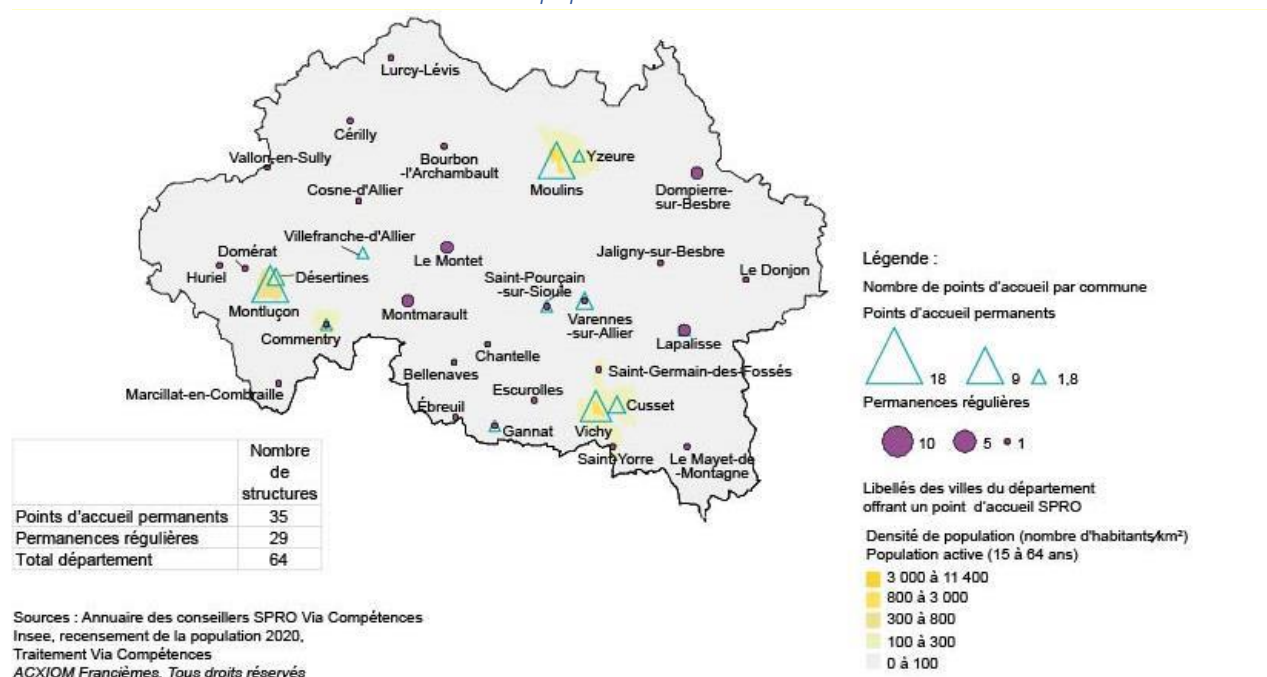 Lurcy-Lévis
Cérilly
Vallon-en-Sully
Bourbon
-l'Archambault
Yzeure
Moulins
Dompierre-
sur-Besbre
Cosne-d'Allier
Villefranche-d'Allier
Domérat
Huriel
Désertines
Le Montet
Jaligny-sur-Besbre
Le Donjon
Saint-Pourçain
-sur-Sioule
Montluçon
Montmarault
Varennes
-sur-Allier
Commentry
Lapalisse
Chantelle
Bellenaves
Saint-Germain-des-Fossés
Marcillat-en-Combraille
Escurolles
Ébreuil
Cusset
Gannat
Vichy
Saint-Yorre
Le Mayet-de
-Montagne
Légende :
Nombre de points d'accueil par commune
Points d'accueil permanents
18 9 1,8
Permanences régulières
10 5 1
Libellés des villes du département
offrant un point d'accueil SPRO
Densité de population (nombre d'habitants/km²)
Population active (15 à 64 ans)
3 000 à 11 400
800 à 3 000
300 à 800
100 à 300
0 à 100
Nombre
de
structures
Points d'accueil permanents 35
Permanences régulières 29
Total département 64
Sources : Annuaire des conseillers SPRO Via Compétences
Insee, recensement de la population 2020,
Traitement Via Compétences
ACXIOM Francièmes. Tous droits réservés